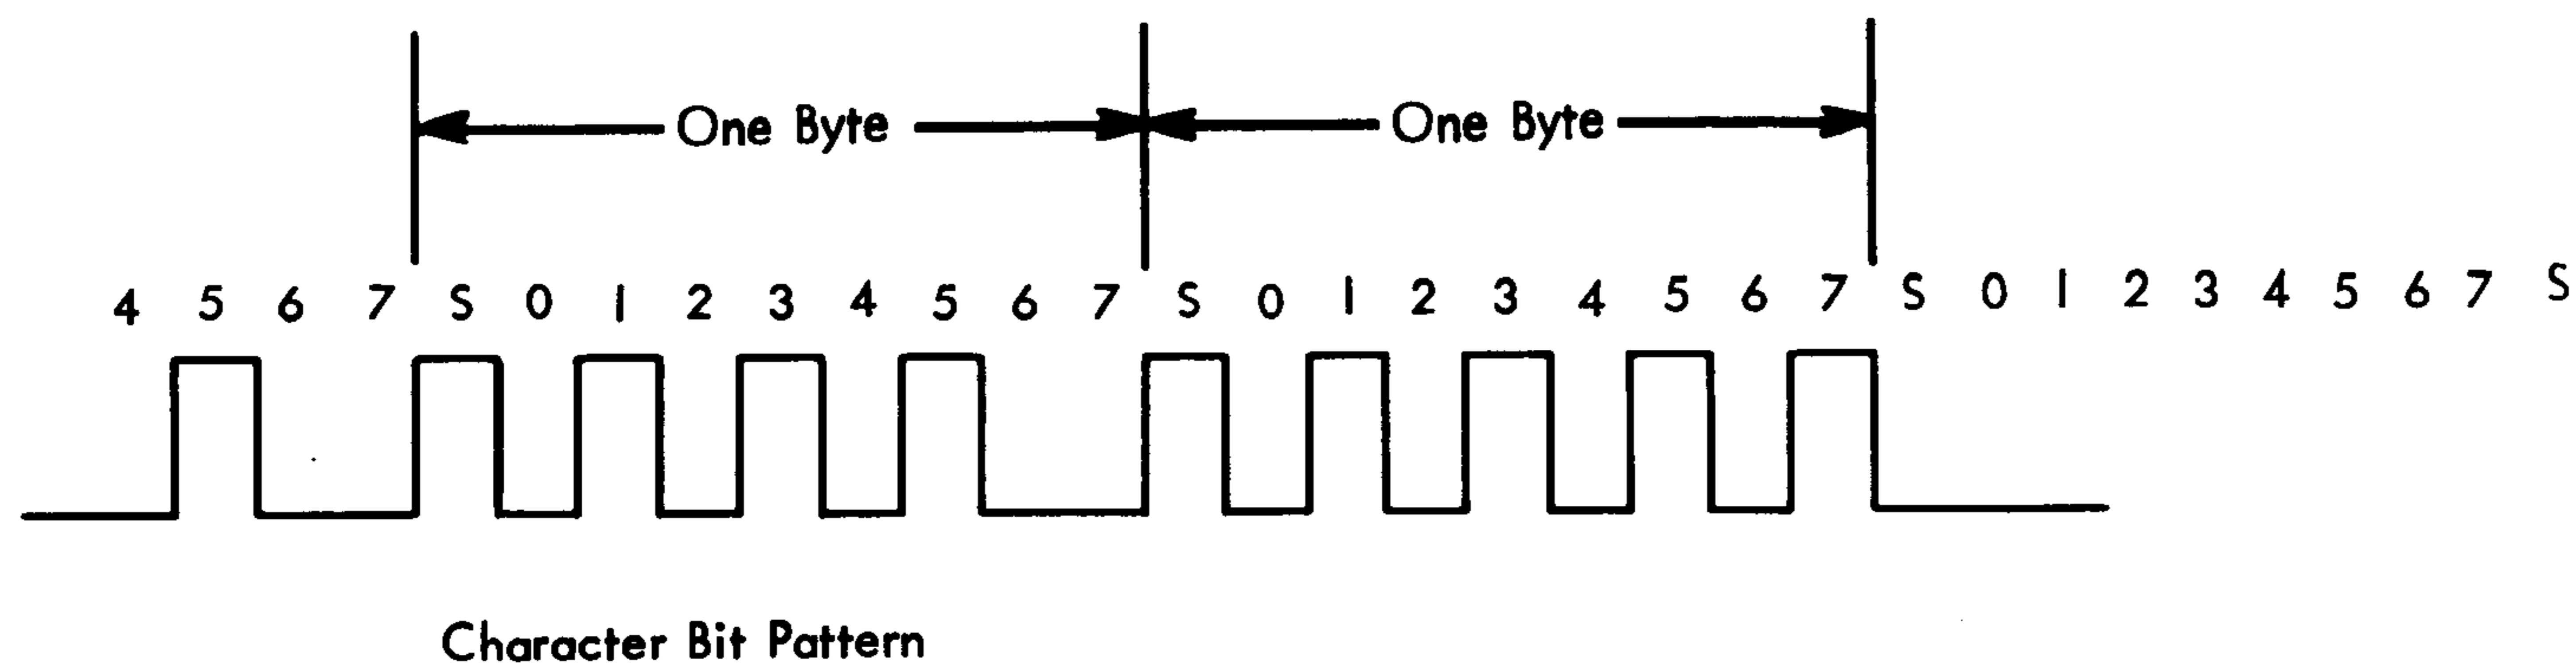 One Byte One Byte
4 5 6 7 S 0 1 2 3 4 5 6 7 S 0 1 2 3 4 5 6 7 S 0 1 2 3 4 5 6 7 S
Character Bit Pattern